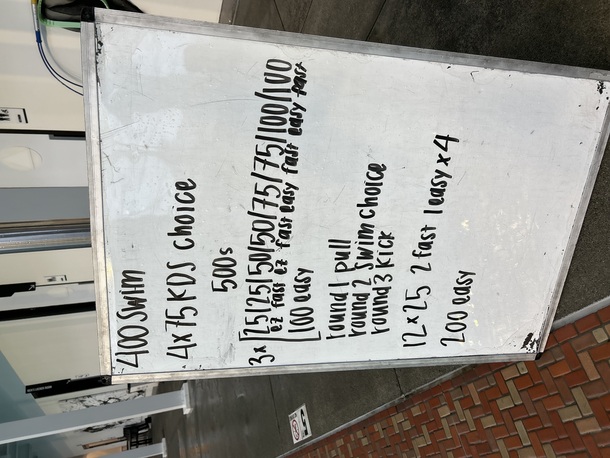 400 Swim
4x75 KDS choice
500s
3x [25/25/50/50/75/75/100/100
ez fast ez fast easy fast easy fast
100 easy
round 1 pull
round 2 Swim choice
round 3 Kick
12x25 2 fast 1 easy x 4
200 easy